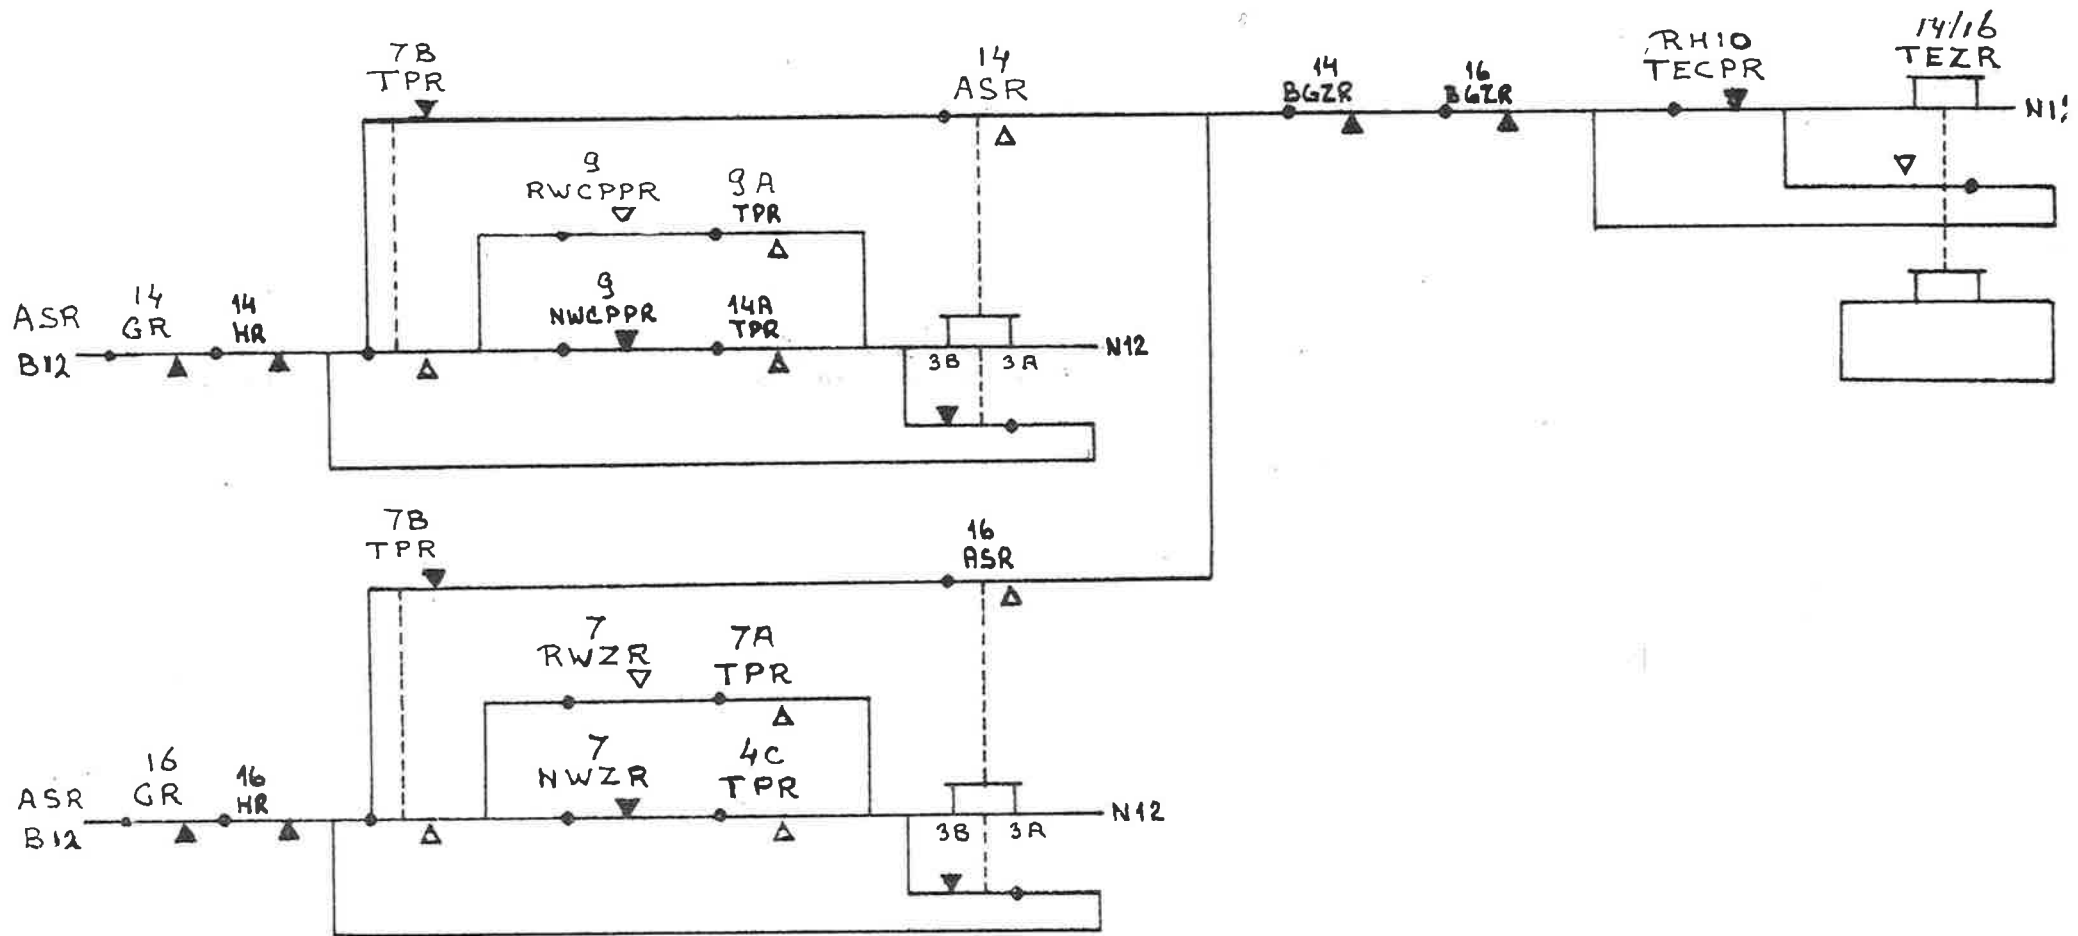 7B
TPR
14
ASR
14
BGZR
16
BGZR
RH10
TECPR
14/16
TEZR
9
RWCPPR
9A
TPR
ASR
B12
14
GR
14
HR
9
NWCPPR
14A
TPR
3B
3A
N12
7B
TPR
16
ASR
7
RWZR
7A
TPR
ASR
B12
16
GR
16
HR
7
NWZR
4C
TPR
3B
3A
N12